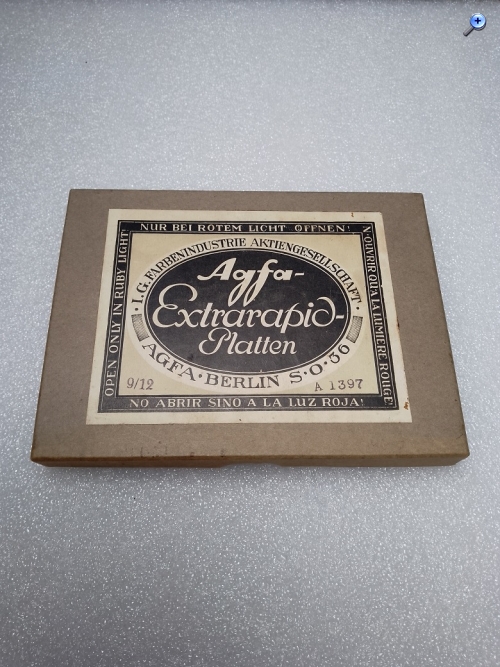 NUR BEI ROTEM LICHT ÖFFNEN!
OPEN ONLY IN RUBY LIGHT!
N'OUVRIR QU'A LA LUMIERE ROUGE!
· I.G. FARBENINDUSTRIE AKTIENGESELLSCHAFT ·
Agfa-
Extrarapid-
Platten
AGFA · BERLIN S·O·36
9/12
A 1397
NO ABRIR SINO A LA LUZ ROJA!